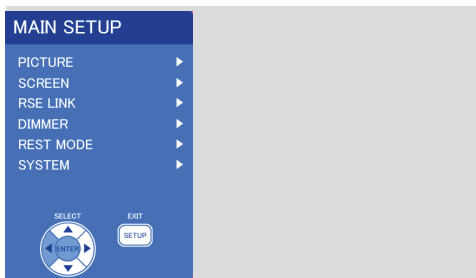 MAIN SETUP
PICTURE
SCREEN
RSE LINK
DIMMER
REST MODE
SYSTEM
SELECT EXIT
ENTER SETUP